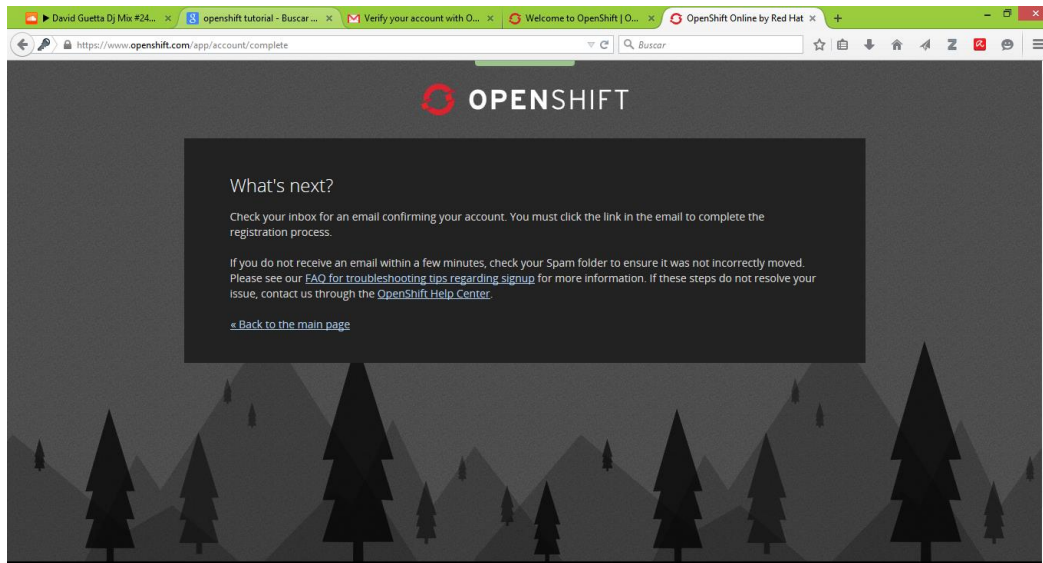 ▶ David Guetta Dj Mix #24...
openshift tutorial - Buscar ...
Verify your account with O...
Welcome to OpenShift | O...
OpenShift Online by Red Hat
https://www.openshift.com/app/account/complete
Buscar
OPENSHIFT
What's next?
Check your inbox for an email confirming your account. You must click the link in the email to complete the
registration process.
If you do not receive an email within a few minutes, check your Spam folder to ensure it was not incorrectly moved.
Please see our FAQ for troubleshooting tips regarding signup for more information. If these steps do not resolve your
issue, contact us through the OpenShift Help Center.
« Back to the main page